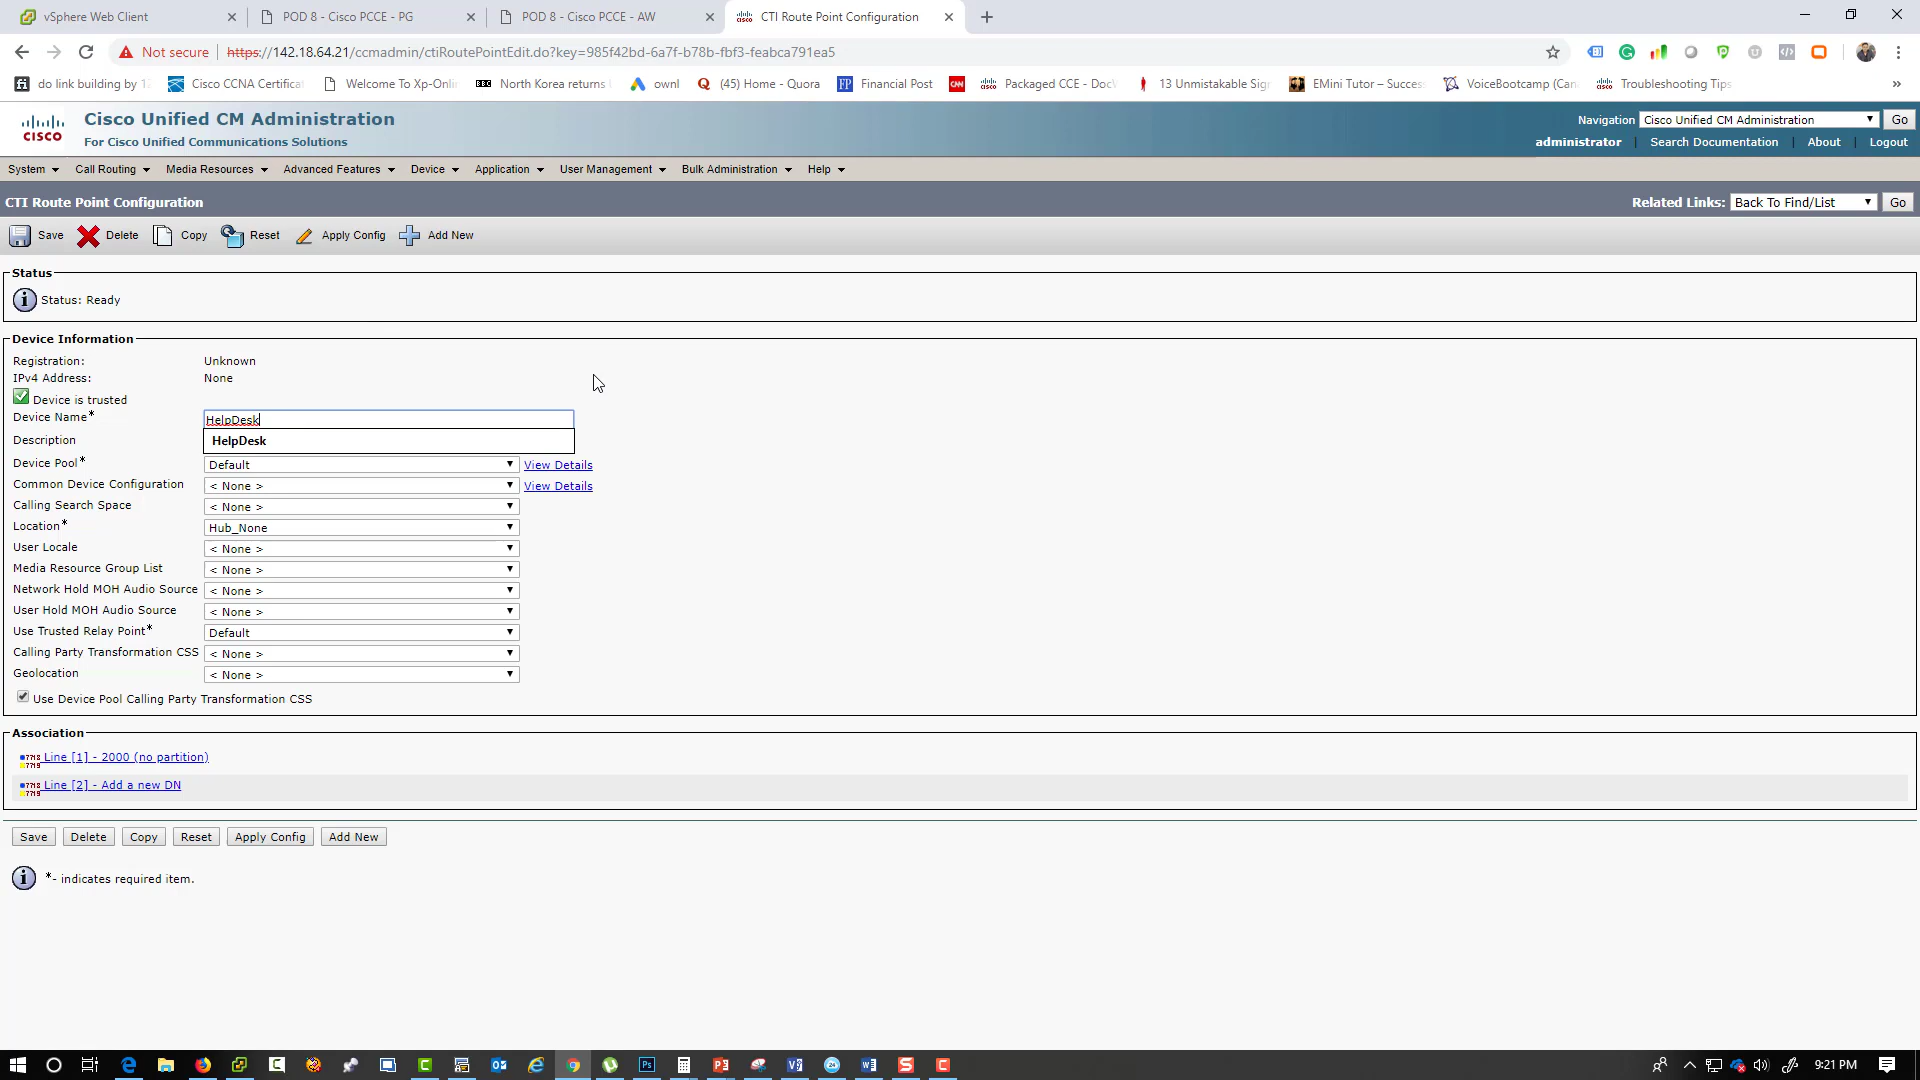 vSphere Web Client
POD 8 - Cisco PCCE - PG
POD 8 - Cisco PCCE - AW
CTI Route Point Configuration
Not secure
https://142.18.64.21/ccmadmin/ctiRoutePointEdit.do?key=985f42bd-6a7f-b78b-fbf3-feabca791ea5
do link building by 1
Cisco CCNA Certifica
Welcome To Xp-Onli
North Korea returns
ownl
(45) Home - Quora
Financial Post
Packaged CCE - Doc
13 Unmistakable Sig
EMini Tutor – Succes
VoiceBootcamp (Can
Troubleshooting Tips
CISCO
Cisco Unified CM Administration
For Cisco Unified Communications Solutions
Navigation Cisco Unified CM Administration Go
administrator | Search Documentation | About | Logout
System Call Routing Media Resources Advanced Features Device Application User Management Bulk Administration Help
CTI Route Point Configuration
Related Links: Back To Find/List Go
Save Delete Copy Reset Apply Config Add New
Status
Status: Ready
Device Information
Registration: Unknown
IPv4 Address: None
Device is trusted
Device Name* HelpDesk
Description HelpDesk
Device Pool* Default View Details
Common Device Configuration < None > View Details
Calling Search Space < None >
Location* Hub_None
User Locale < None >
Media Resource Group List < None >
Network Hold MOH Audio Source < None >
User Hold MOH Audio Source < None >
Use Trusted Relay Point* Default
Calling Party Transformation CSS < None >
Geolocation < None >
Use Device Pool Calling Party Transformation CSS
Association
Line [1] - 2000 (no partition)
Line [2] - Add a new DN
Save Delete Copy Reset Apply Config Add New
*- indicates required item.
9:21 PM